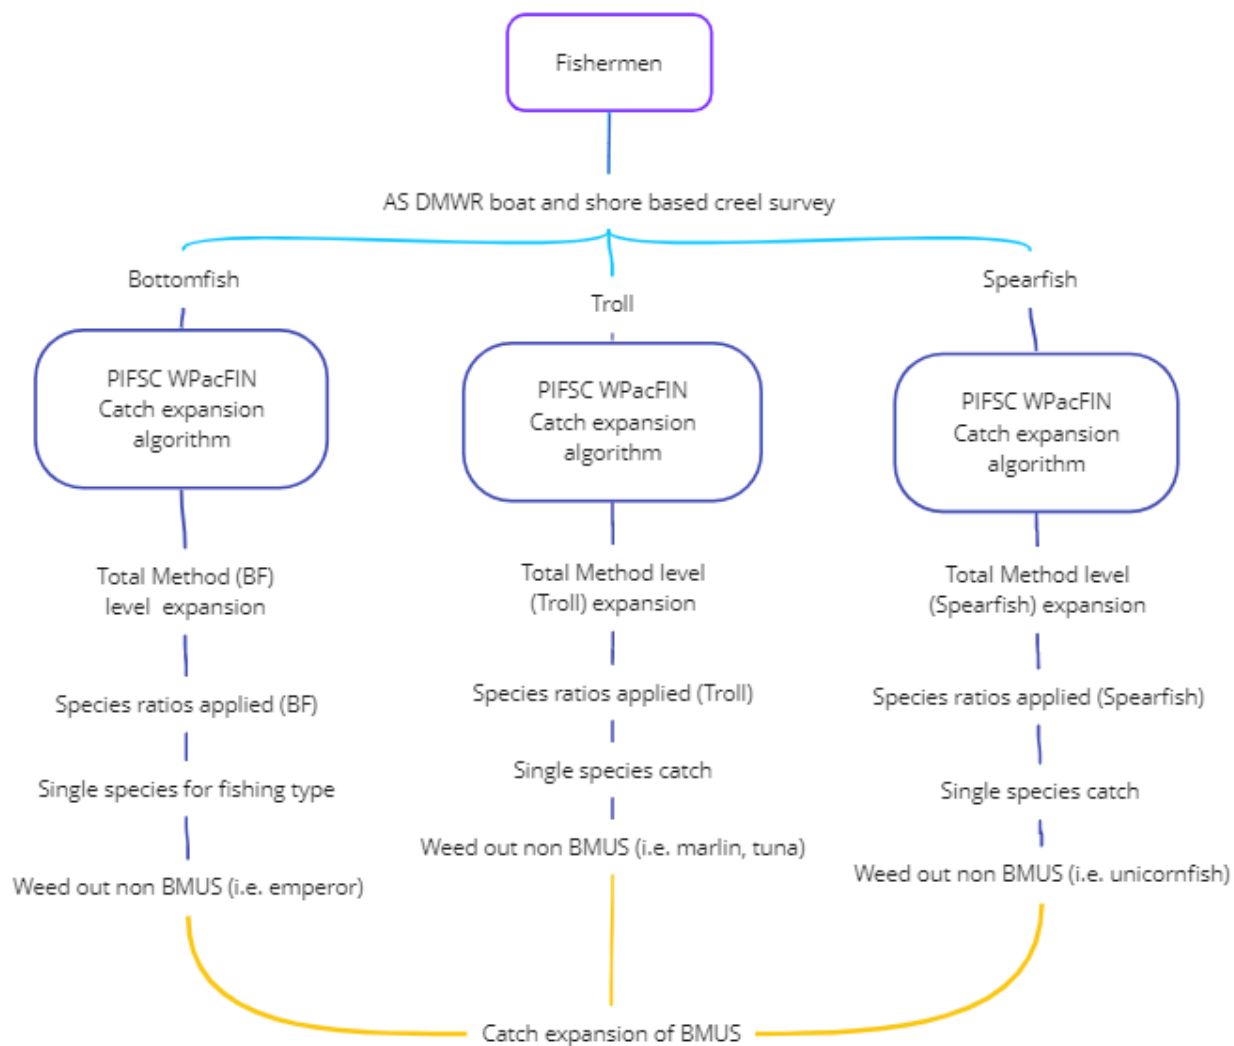 Fishermen
AS DMWR boat and shore based creel survey
Bottomfish
PIFSC WPacFIN
Catch expansion
algorithm
Total Method (BF)
level expansion
Species ratios applied (BF)
Single species for fishing type
Weed out non BMUS (i.e. emperor)
Troll
PIFSC WPacFIN
Catch expansion
algorithm
Total Method level
(Troll) expansion
Species ratios applied (Troll)
Single species catch
Weed out non BMUS (i.e. marlin, tuna)
Spearfish
PIFSC WPacFIN
Catch expansion
algorithm
Total Method level
(Spearfish) expansion
Species ratios applied (Spearfish)
Single species catch
Weed out non BMUS (i.e. unicornfish)
Catch expansion of BMUS